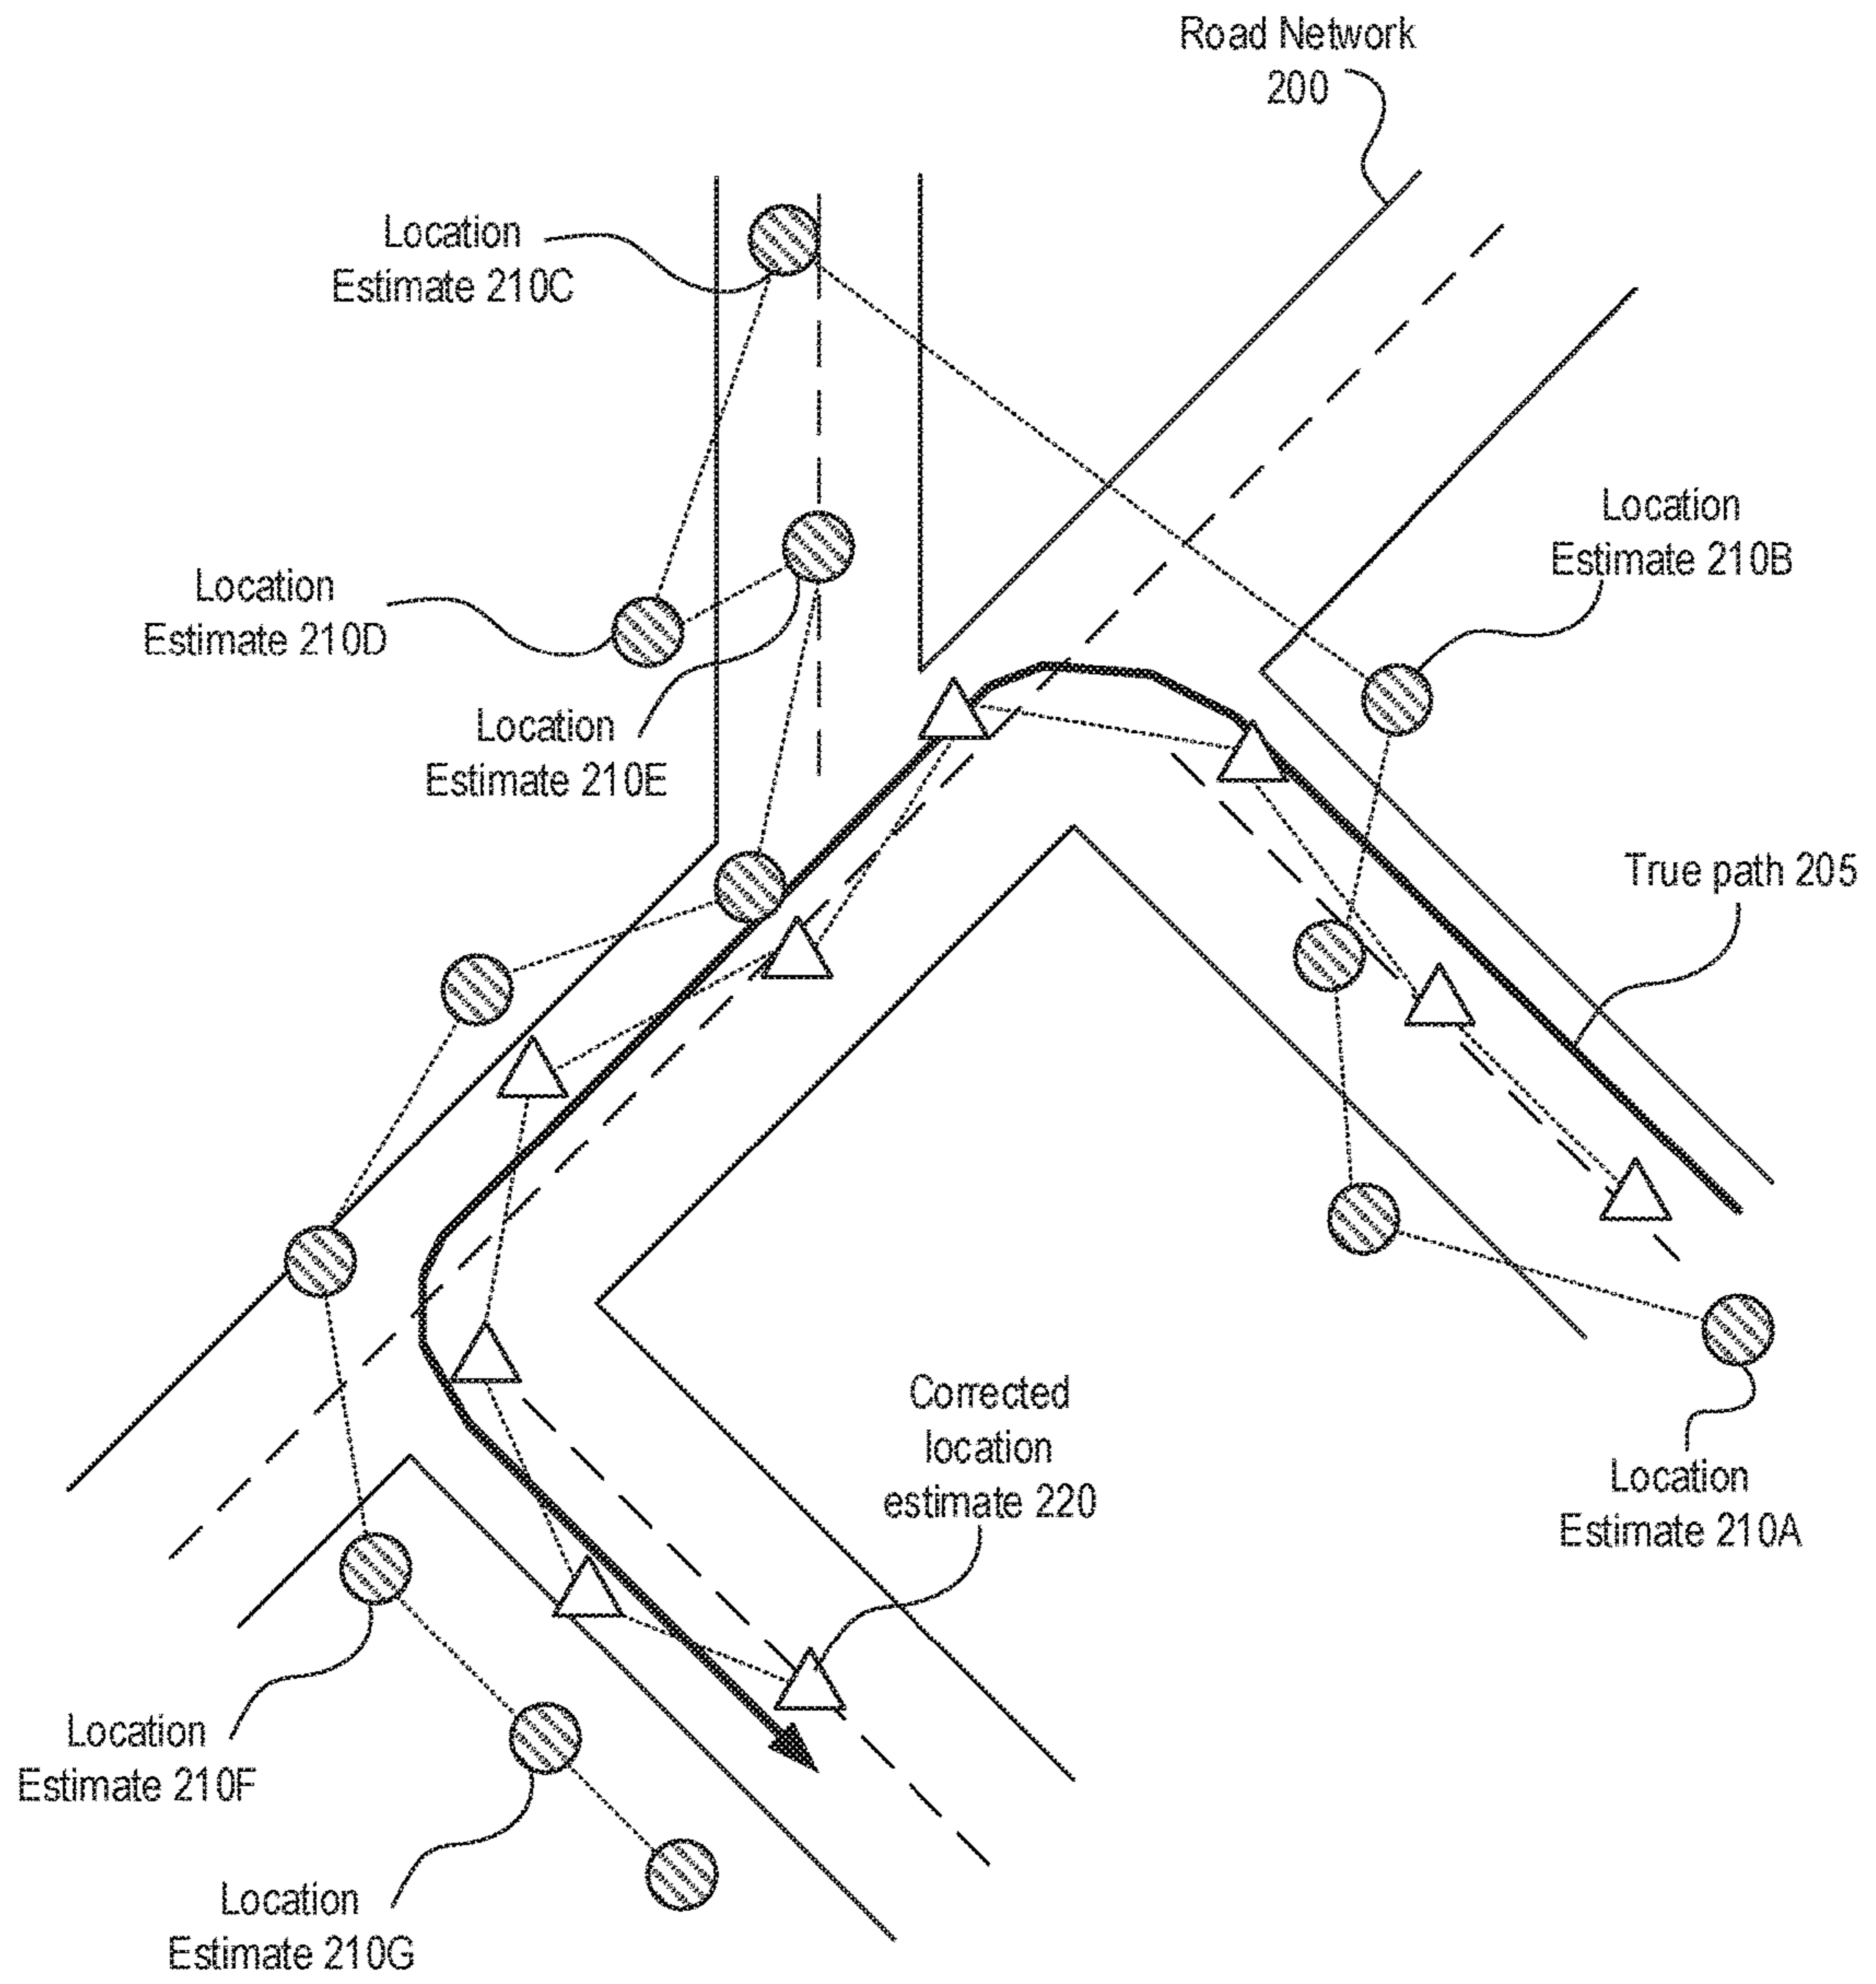 Road Network
200
Location
Estimate 210C
Location
Estimate 210B
Location
Estimate 210D
Location
Estimate 210E
True path 205
Corrected
location
estimate 220
Location
Estimate 210A
Location
Estimate 210F
Location
Estimate 210G